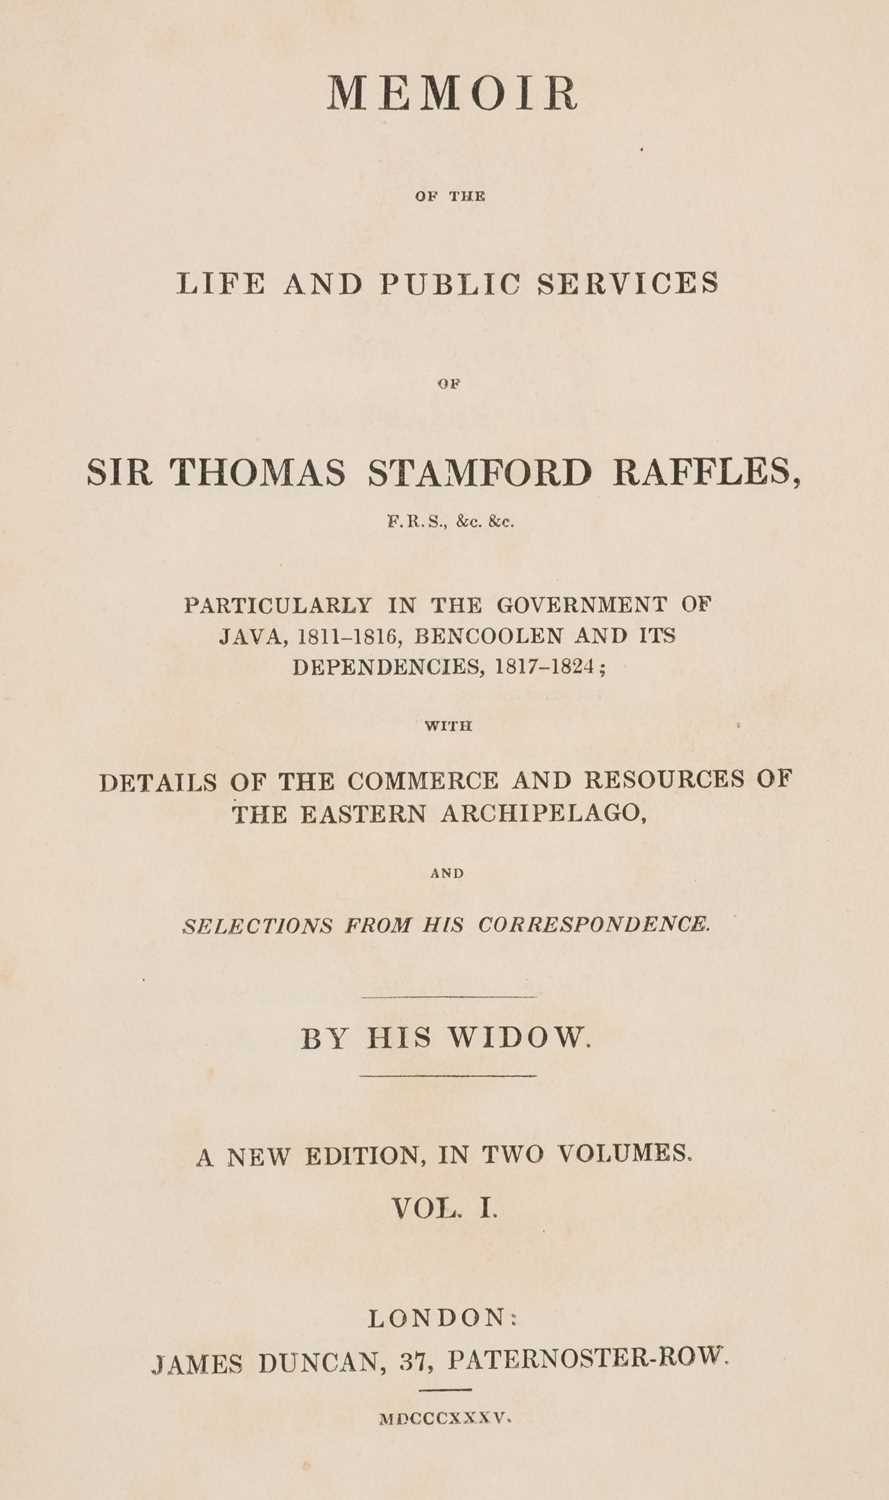 MEMOIR
OF THE
LIFE AND PUBLIC SERVICES
OF
SIR THOMAS STAMFORD RAFFLES,
F.R.S., &c. &c.
PARTICULARLY IN THE GOVERNMENT OF
JAVA, 1811–1816, BENCOOLEN AND ITS
DEPENDENCIES, 1817–1824;
WITH
DETAILS OF THE COMMERCE AND RESOURCES OF
THE EASTERN ARCHIPELAGO,
AND
SELECTIONS FROM HIS CORRESPONDENCE.
BY HIS WIDOW.
A NEW EDITION, IN TWO VOLUMES.
VOL. I.
LONDON:
JAMES DUNCAN, 37, PATERNOSTER-ROW.
MDCCCXXXV.